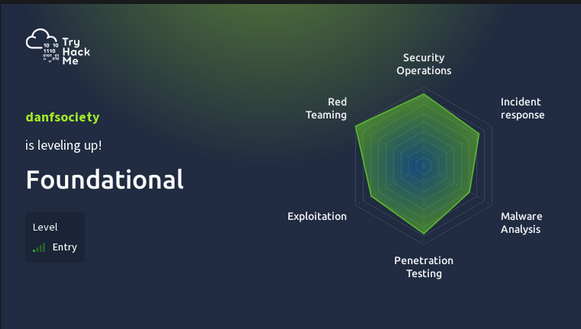 Try
Hack
Me
danfsociety
is leveling up!
Foundational
Level
Entry
Security
Operations
Incident
response
Malware
Analysis
Penetration
Testing
Exploitation
Red
Teaming